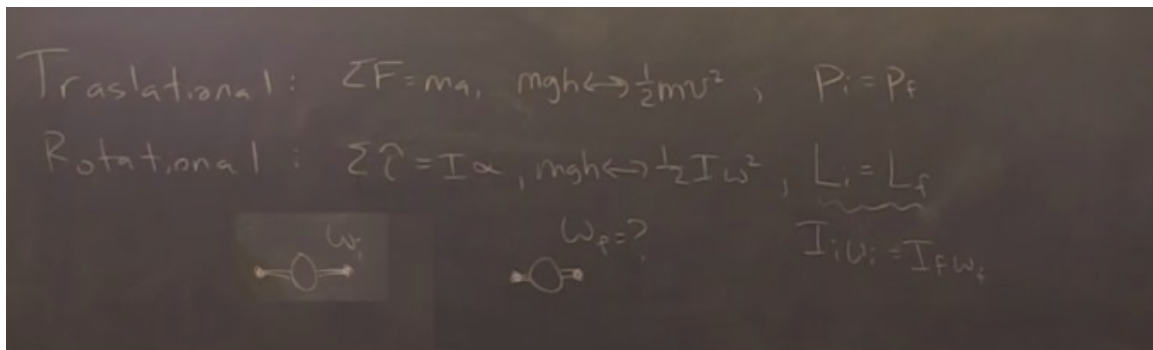 Traslational: ΣF=ma, mgh↔½mv², Pi=Pf
Rotational: Στ=Iα, mgh↔½Iω², Li=Lf
ωi ωf=? Iiωi=Ifωf